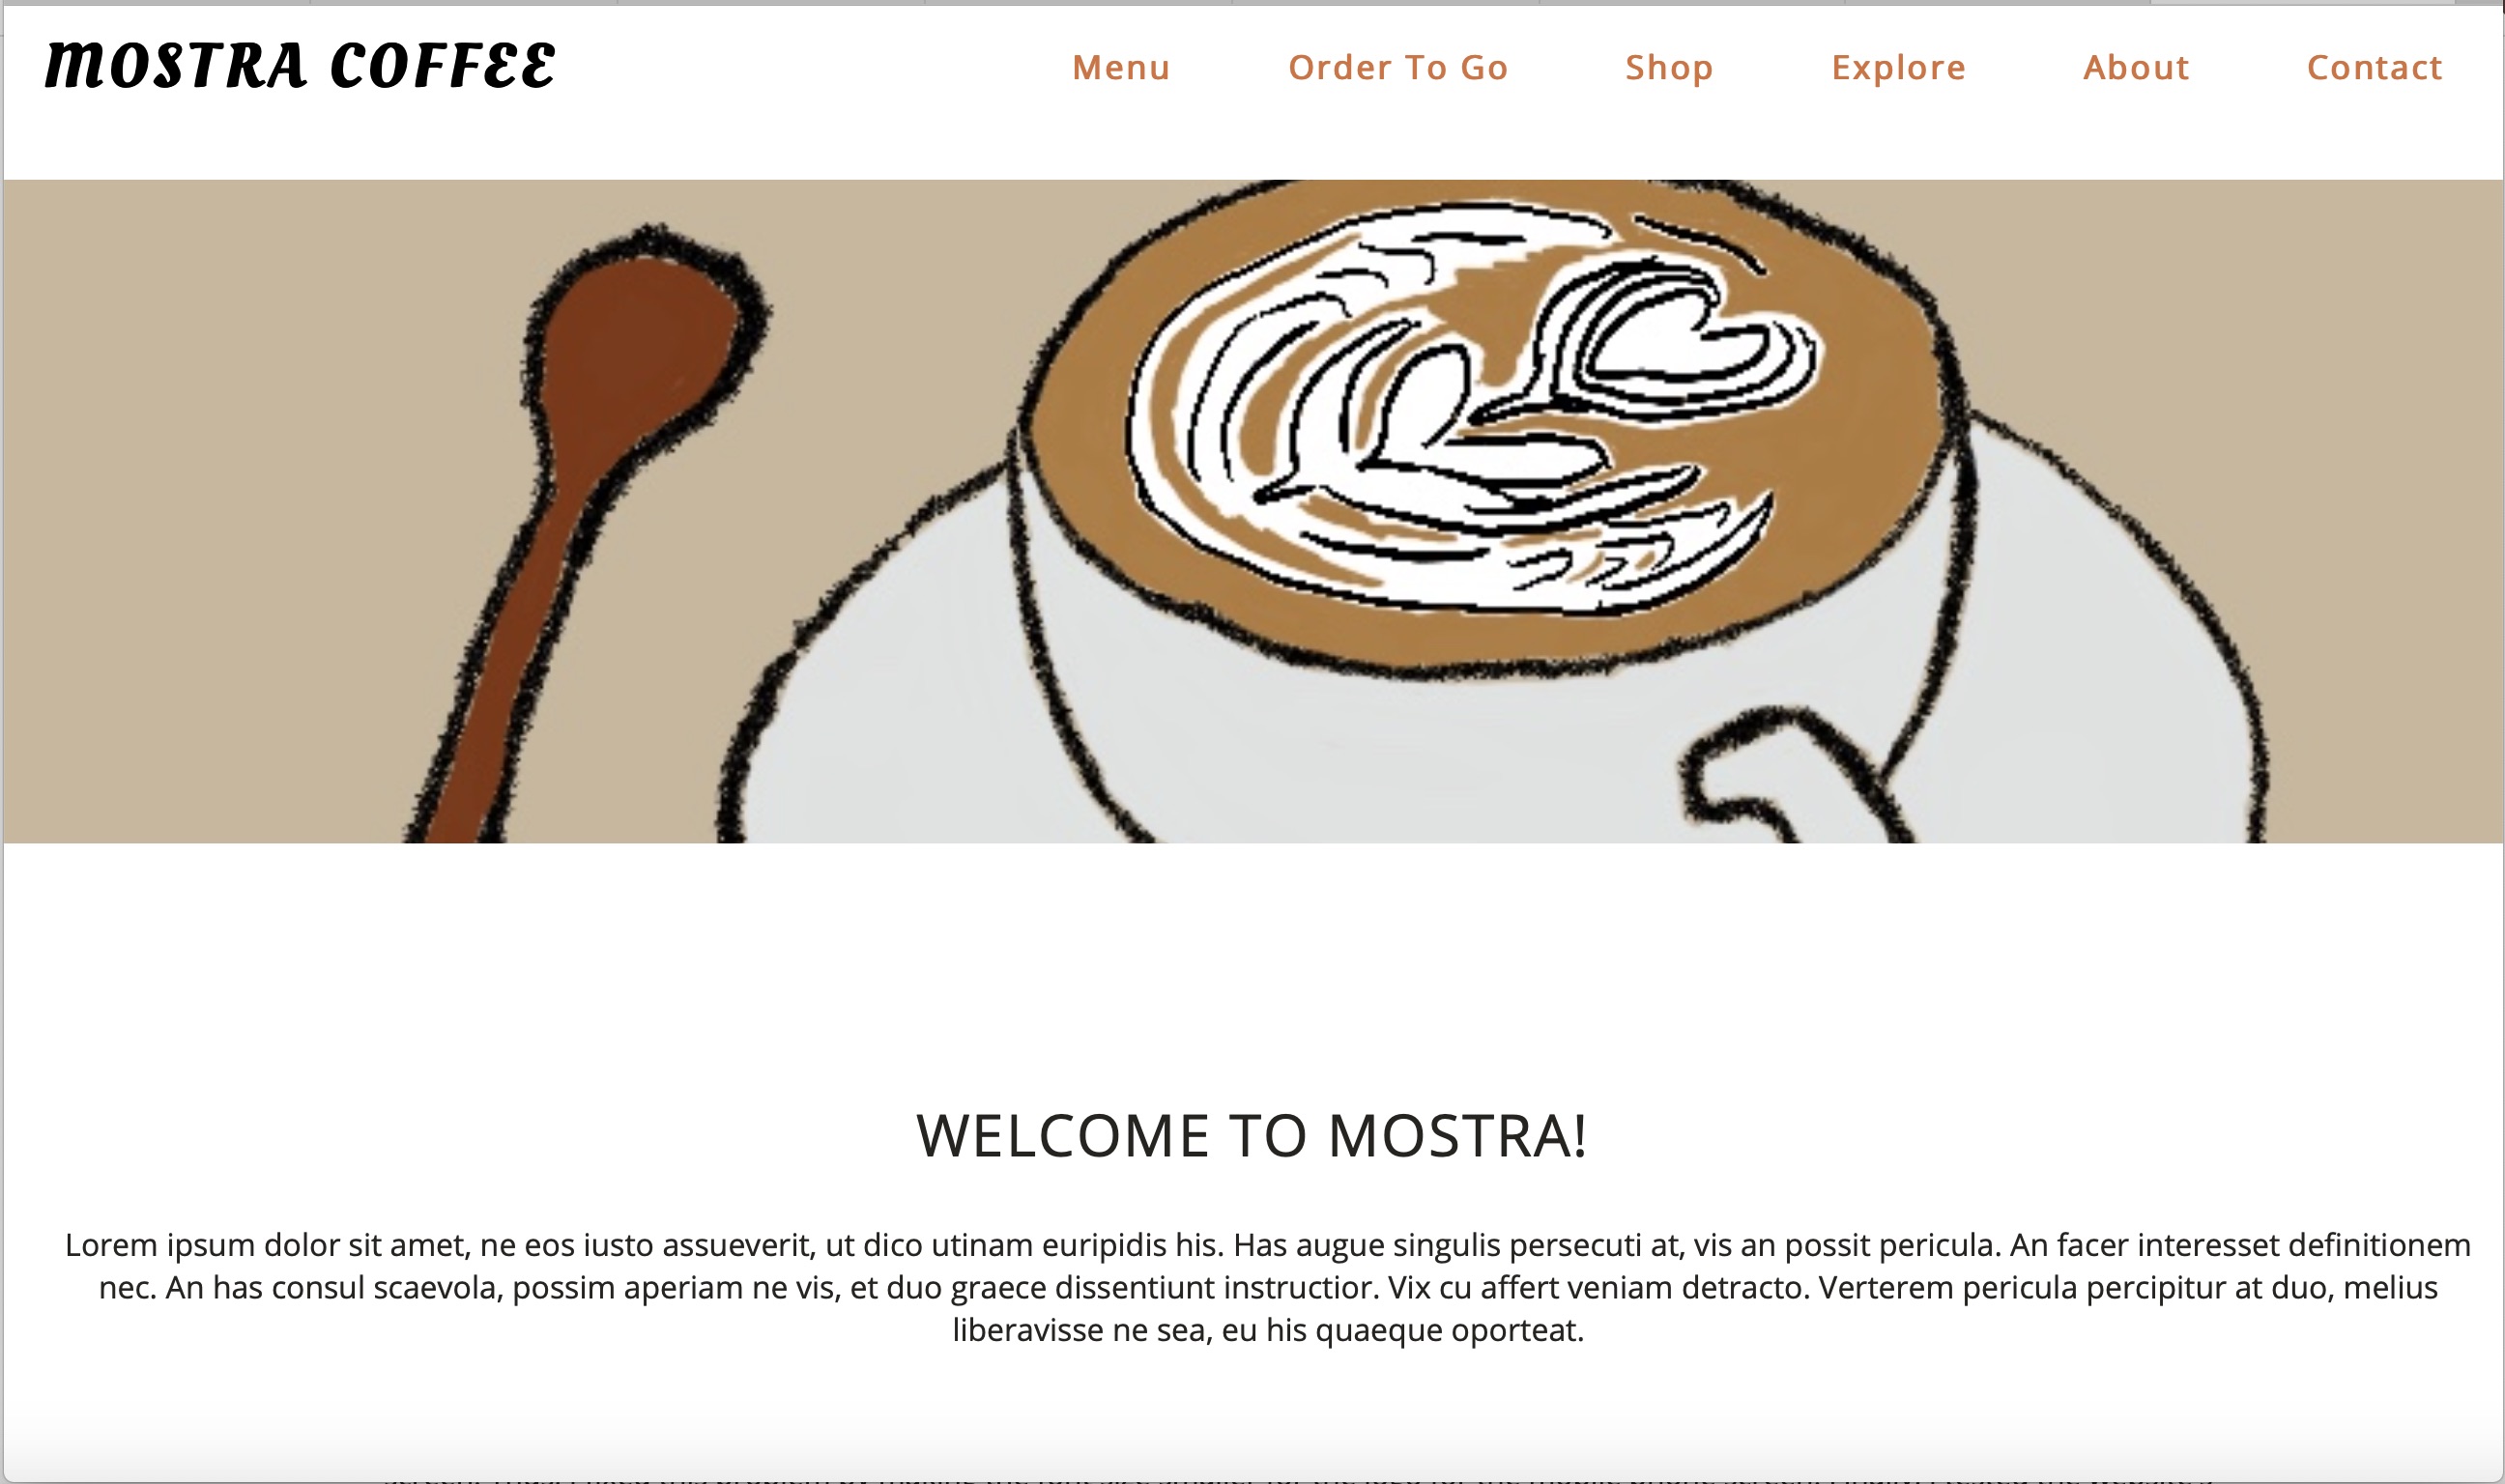 MOSTRA COFFEE
Menu Order To Go Shop Explore About Contact
WELCOME TO MOSTRA!
Lorem ipsum dolor sit amet, ne eos iusto assueverit, ut dico utinam euripidis his. Has augue singulis persecuti at, vis an possit pericula. An facer interesset definitionem
nec. An has consul scaevola, possim aperiam ne vis, et duo graece dissentiunt instructior. Vix cu affert veniam detracto. Verterem pericula percipitur at duo, melius
liberavisse ne sea, eu his quaeque oporteat.